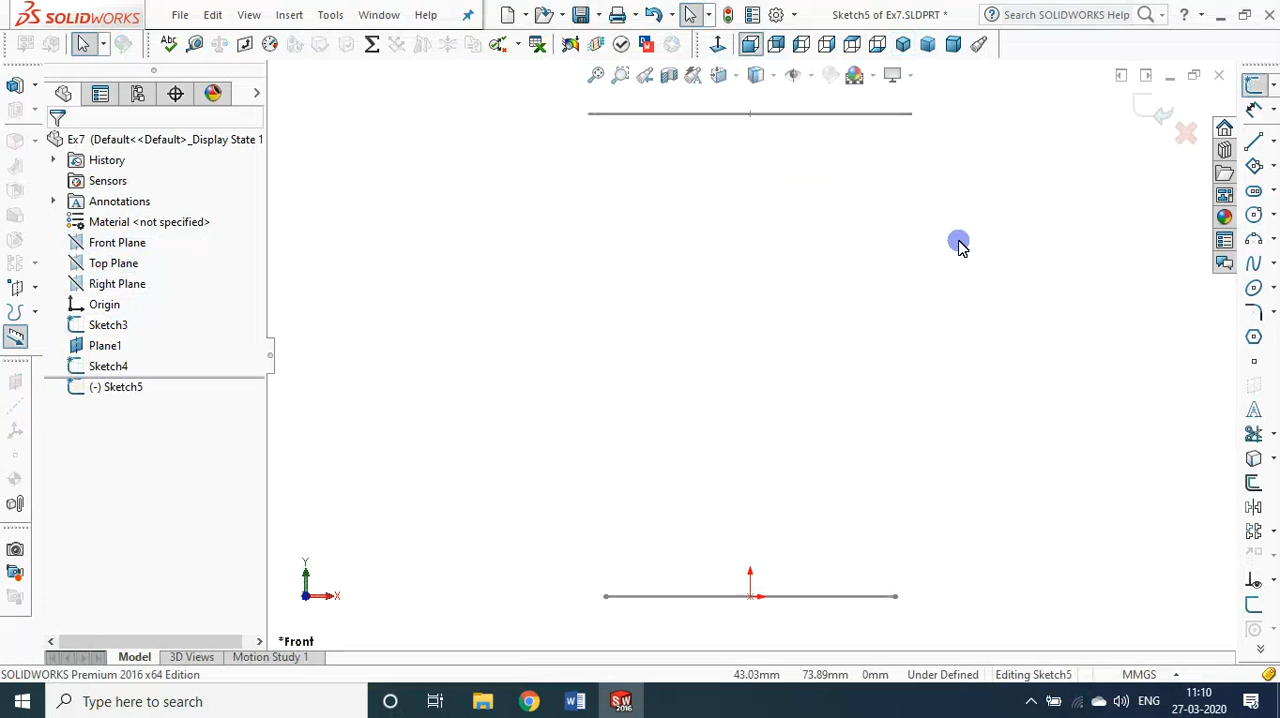 SOLIDWORKS File Edit View Insert Tools Window Help Sketch5 of Ex7.SLDPRT * Search SOLIDWORKS Help ?
Abc
Ex7 (Default<<Default>_Display State 1
History
Sensors
A Annotations
Material <not specified>
Front Plane
Top Plane
Right Plane
Origin
Sketch3
Plane1
Sketch4
(-) Sketch5
Y
X
*Front
Model 3D Views Motion Study 1
SOLIDWORKS Premium 2016 x64 Edition 43.03mm 73.89mm 0mm Under Defined Editing Sketch5 MMGS
Type here to search W SW 2016 ENG 11:10
27-03-2020